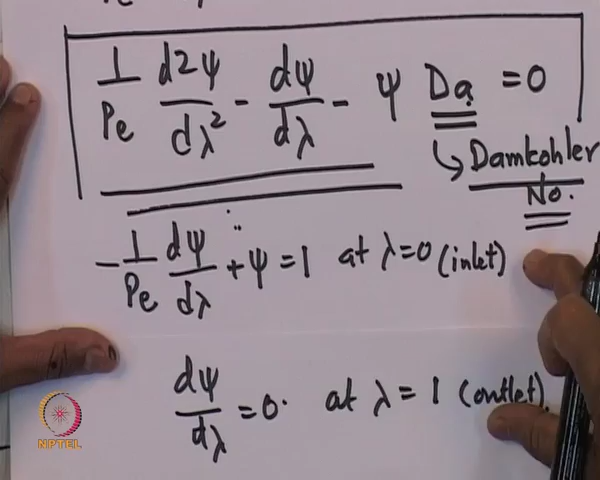 1/Pe d2ψ/dλ² - dψ/dλ - ψ Da = 0
↳ Damkohler
No.
-1/Pe dψ/dλ + ψ = 1 at λ=0 (inlet)
dψ/dλ = 0. at λ = 1 (outlet).
NPTEL